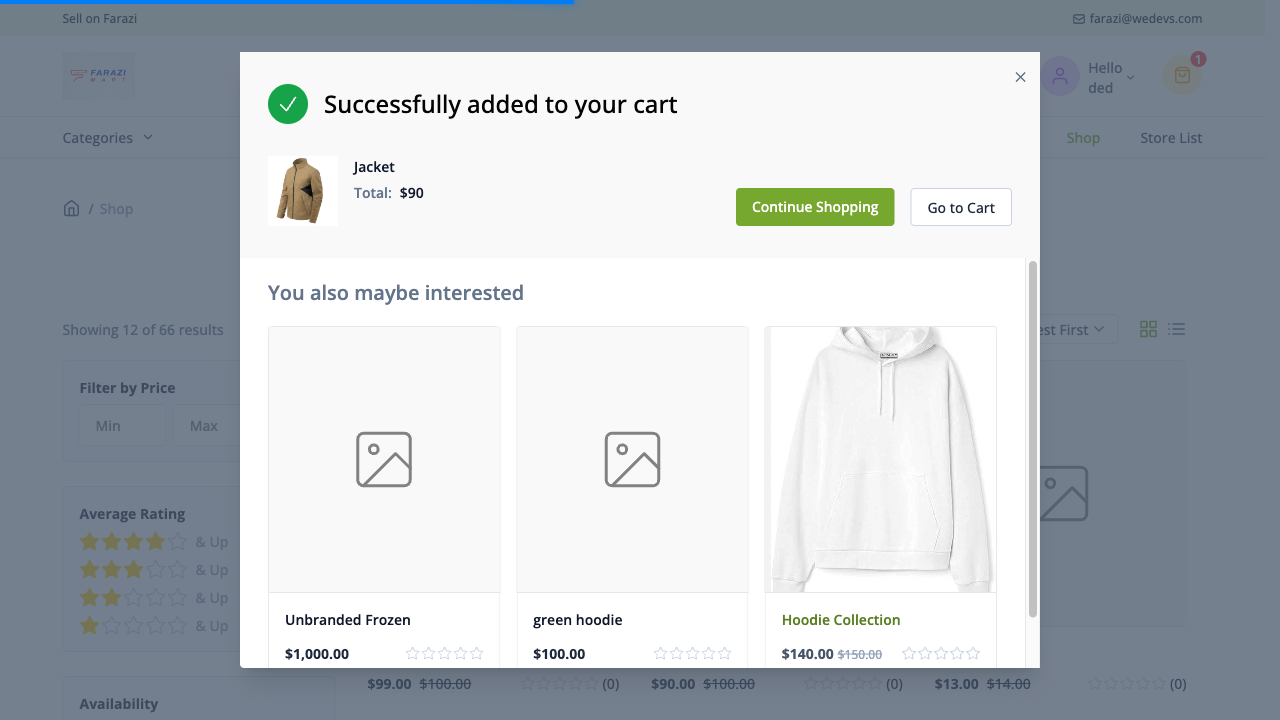 Sell on Farazi
farazi@wedevs.com
FARAZI
MART
Hello
ded
1
Categories
Shop
Store List
/ Shop
Successfully added to your cart
Jacket
Total: $90
Continue Shopping
Go to Cart
You also maybe interested
Showing 12 of 66 results
est First
Filter by Price
Min
Max
Average Rating
& Up
& Up
& Up
& Up
Availability
Unbranded Frozen
$1,000.00
green hoodie
$100.00
Hoodie Collection
$140.00 $150.00
$99.00 $100.00 (0)
$90.00 $100.00 (0)
$13.00 $14.00 (0)